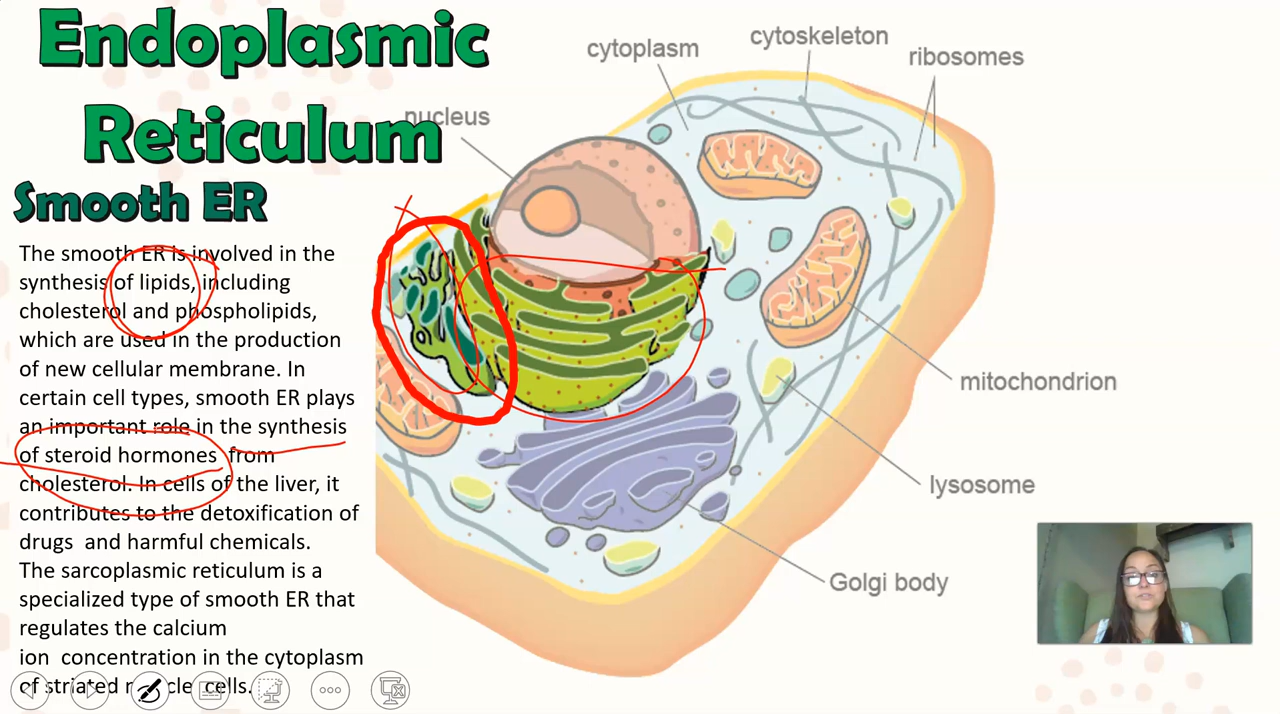 Endoplasmic
Reticulum
Smooth ER
The smooth ER is involved in the
synthesis of lipids, including
cholesterol and phospholipids,
which are used in the production
of new cellular membrane. In
certain cell types, smooth ER plays
an important role in the synthesis
of steroid hormones from
cholesterol. In cells of the liver, it
contributes to the detoxification of
drugs and harmful chemicals.
The sarcoplasmic reticulum is a
specialized type of smooth ER that
regulates the calcium
ion concentration in the cytoplasm
of striated muscle cells.
nucleus
cytoplasm
cytoskeleton
ribosomes
mitochondrion
lysosome
Golgi body